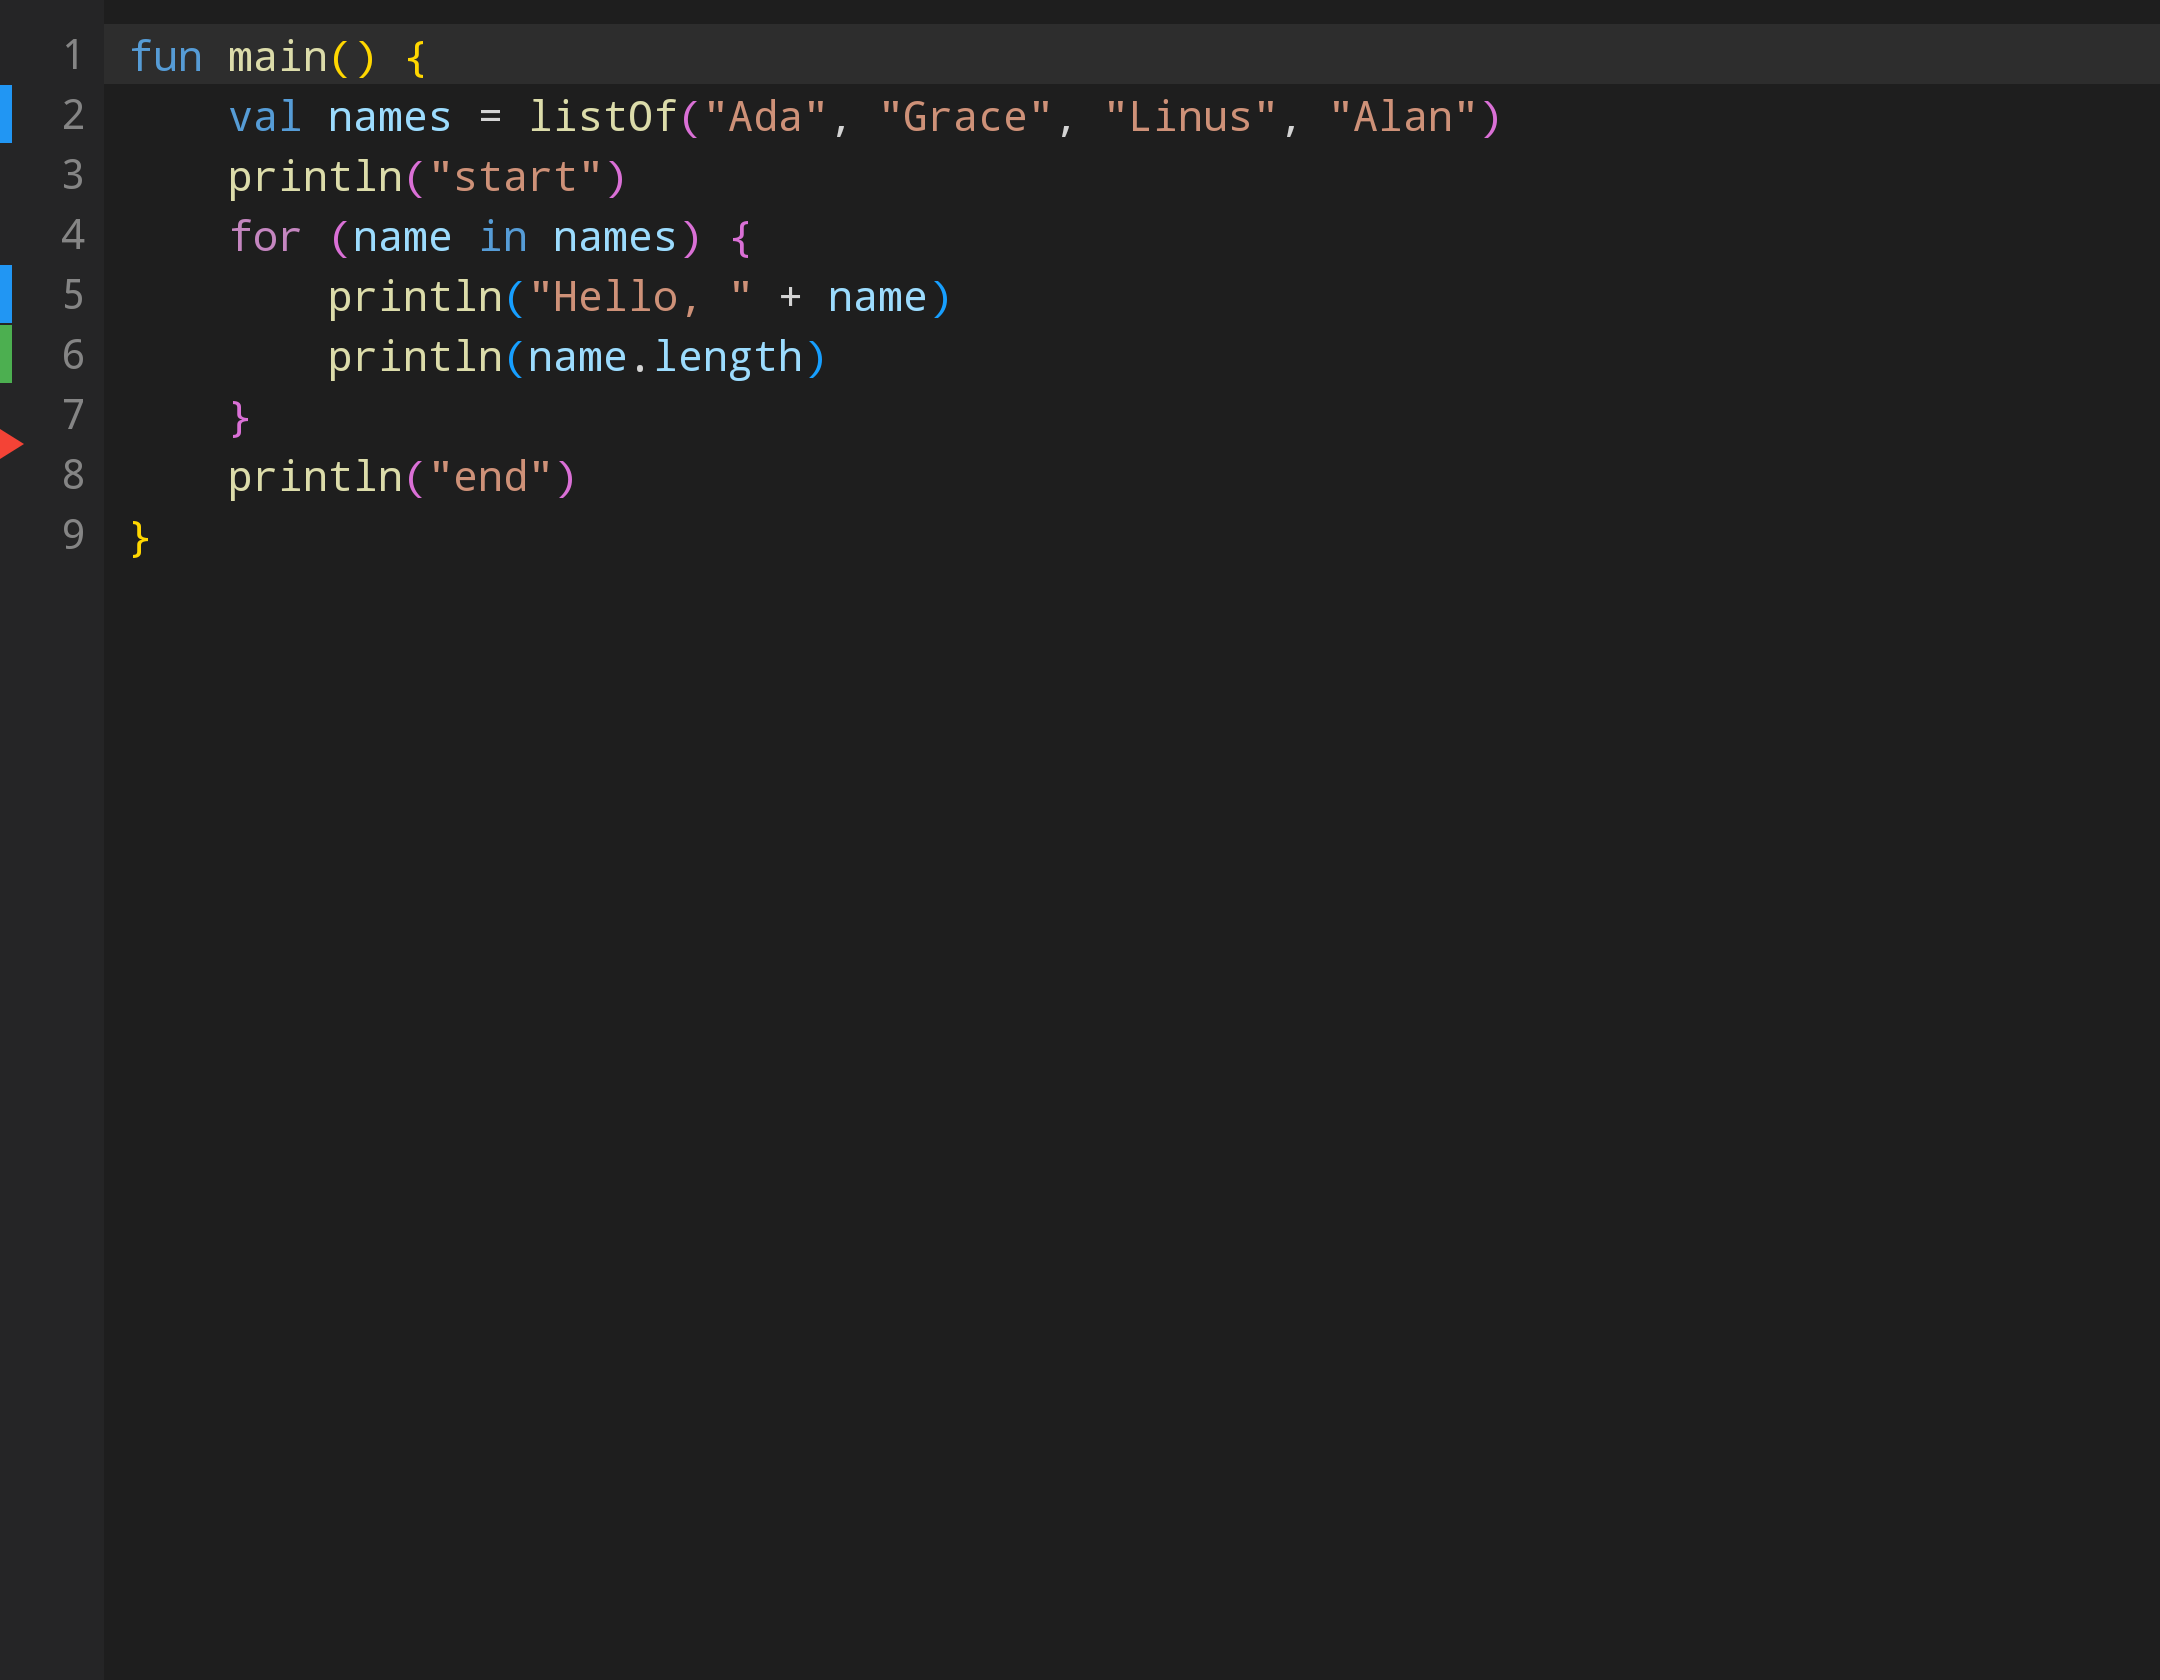 1 fun main() {
2     val names = listOf("Ada", "Grace", "Linus", "Alan")
3     println("start")
4     for (name in names) {
5         println("Hello, " + name)
6         println(name.length)
7     }
8     println("end")
9 }